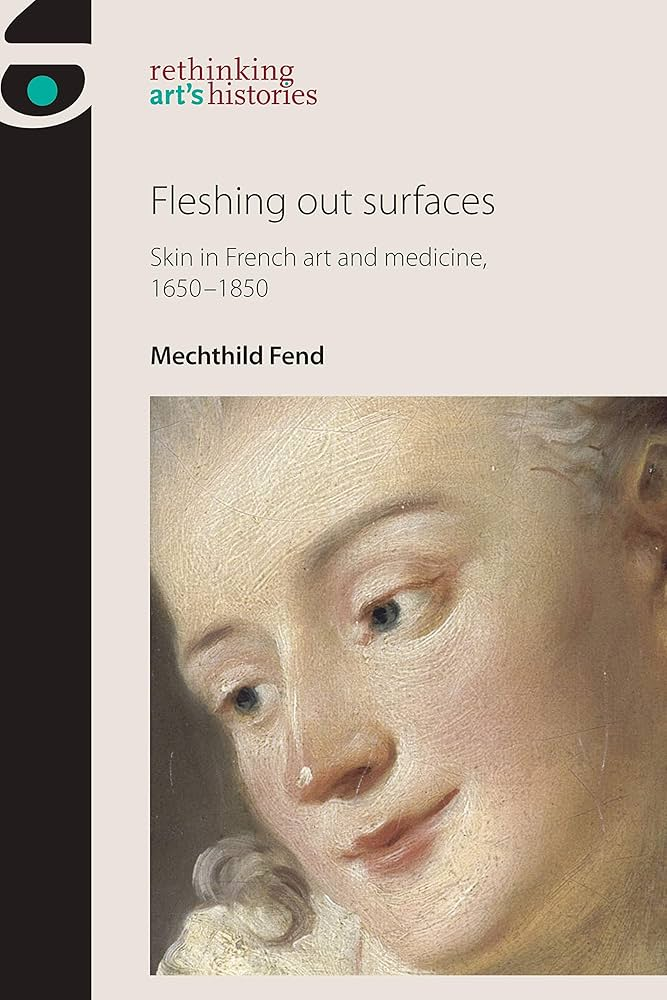 rethinking
art's histories
Fleshing out surfaces
Skin in French art and medicine,
1650–1850
Mechthild Fend